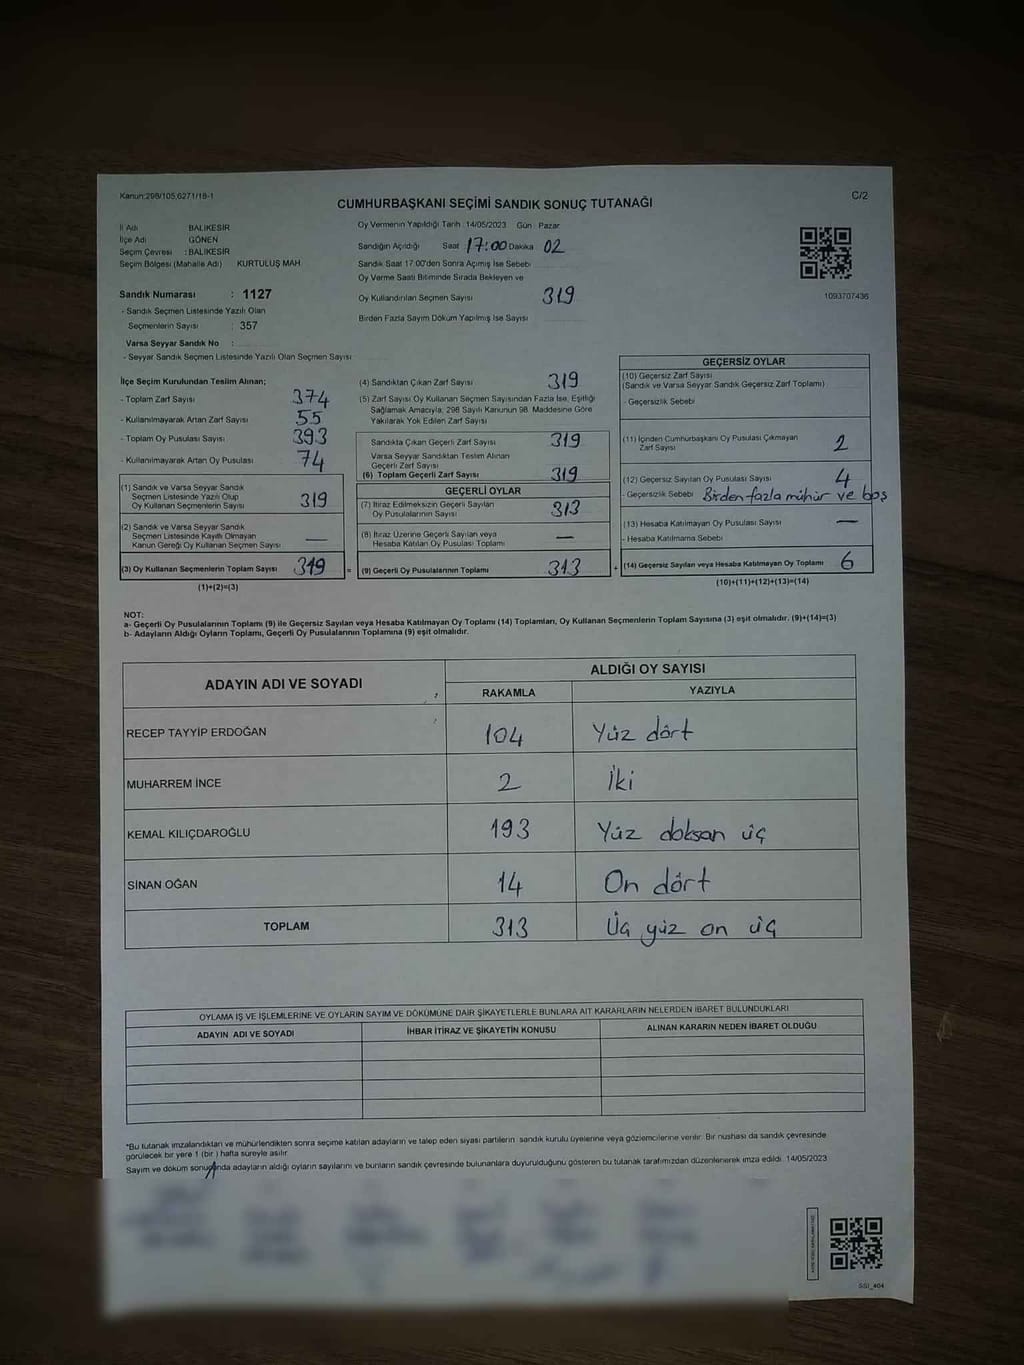 Kanun:298/105,6271/18-1
C/2
CUMHURBAŞKANI SEÇİMİ SANDIK SONUÇ TUTANAĞI
İl Adı BALIKESİR
İlçe Adı GÖNEN
Seçim Çevresi : BALIKESİR
Seçim Bölgesi (Mahalle Adı) KURTULUŞ MAH.
Sandık Numarası : 1127
- Sandık Seçmen Listesinde Yazılı Olan
Seçmenlerin Sayısı : 357
Varsa Seyyar Sandık No :
- Seyyar Sandık Seçmen Listesinde Yazılı Olan Seçmen Sayısı
Oy Vermenin Yapıldığı Tarih 14/05/2023 Gün Pazar
Sandığın Açıldığı Saat 17:00 Dakika 02
Sandık Saat 17:00'den Sonra Açılmış İse Sebebi
Oy Verme Saati Bitiminde Sırada Bekleyen ve
Oy Kullandırılan Seçmen Sayısı 319
Birden Fazla Sayım Döküm Yapılmış İse Sayısı
1093707436
İlçe Seçim Kurulundan Teslim Alınan;
- Toplam Zarf Sayısı 374
- Kullanılmayarak Artan Zarf Sayısı 55
- Toplam Oy Pusulası Sayısı 393
- Kullanılmayarak Artan Oy Pusulası 74
(1) Sandık ve Varsa Seyyar Sandık
Seçmen Listesinde Yazılı Olup
Oy Kullanan Seçmenlerin Sayısı 319
(2) Sandık ve Varsa Seyyar Sandık
Seçmen Listesinde Kayıtlı Olmayan
Kanun Gereği Oy Kullanan Seçmen Sayısı —
(3) Oy Kullanan Seçmenlerin Toplam Sayısı 319 =
(1)+(2)=(3)
(4) Sandıktan Çıkan Zarf Sayısı 319
(5) Zarf Sayısı Oy Kullanan Seçmen Sayısından Fazla İse, Eşitliği
Sağlamak Amacıyla, 298 Sayılı Kanunun 98. Maddesine Göre
Yakılarak Yok Edilen Zarf Sayısı
Sandıkta Çıkan Geçerli Zarf Sayısı 319
Varsa Seyyar Sandıktan Teslim Alınan
Geçerli Zarf Sayısı
(6) Toplam Geçerli Zarf Sayısı 319
GEÇERLİ OYLAR
(7) İtiraz Edilmeksizin Geçerli Sayılan
Oy Pusulalarının Sayısı 313
(8) İtiraz Üzerine Geçerli Sayılan veya
Hesaba Katılan Oy Pusulası Toplamı —
(9) Geçerli Oy Pusulalarının Toplamı 313 +
GEÇERSİZ OYLAR
(10) Geçersiz Zarf Sayısı
(Sandık ve Varsa Seyyar Sandık Geçersiz Zarf Toplamı)
- Geçersizlik Sebebi
(11) İçinden Cumhurbaşkanı Oy Pusulası Çıkmayan
Zarf Sayısı 2
(12) Geçersiz Sayılan Oy Pusulası Sayısı 4
- Geçersizlik Sebebi Birden fazla mühür ve boş
(13) Hesaba Katılmayan Oy Pusulası Sayısı —
- Hesaba Katılmama Sebebi
(14) Geçersiz Sayılan veya Hesaba Katılmayan Oy Toplamı 6
(10)+(11)+(12)+(13)=(14)
NOT:
a- Geçerli Oy Pusulalarının Toplamı (9) ile Geçersiz Sayılan veya Hesaba Katılmayan Oy Toplamı (14) Toplamları, Oy Kullanan Seçmenlerin Toplam Sayısına (3) eşit olmalıdır. (9)+(14)=(3)
b- Adayların Aldığı Oyların Toplamı, Geçerli Oy Pusulalarının Toplamına (9) eşit olmalıdır.
ADAYIN ADI VE SOYADI
ALDIĞI OY SAYISI
RAKAMLA YAZIYLA
RECEP TAYYİP ERDOĞAN 104 Yüz dört
MUHARREM İNCE 2 İki
KEMAL KILIÇDAROĞLU 193 Yüz doksan üç
SİNAN OĞAN 14 On dört
TOPLAM 313 Üç yüz on üç
OYLAMA İŞ VE İŞLEMLERİNE VE OYLARIN SAYIM VE DÖKÜMÜNE DAİR ŞİKAYETLERLE BUNLARA AİT KARARLARIN NELERDEN İBARET BULUNDUKLARI
ADAYIN ADI VE SOYADI İHBAR İTİRAZ VE ŞİKAYETİN KONUSU ALINAN KARARIN NEDEN İBARET OLDUĞU
*Bu tutanak imzalandıktan ve mühürlendikten sonra seçime katılan adayların ve talep eden siyasi partilerin sandık kurulu üyelerine veya gözlemcilerine verilir. Bir nüshası da sandık çevresinde
görülecek bir yere 1 (bir) hafta süreyle asılır.
Sayım ve döküm sonucunda adayların aldığı oyların sayılarını ve bunların sandık çevresinde bulunanlara duyurulduğunu gösteren bu tutanak tarafımızdan düzenlenerek imza edildi. 14/05/2023
SSI_404